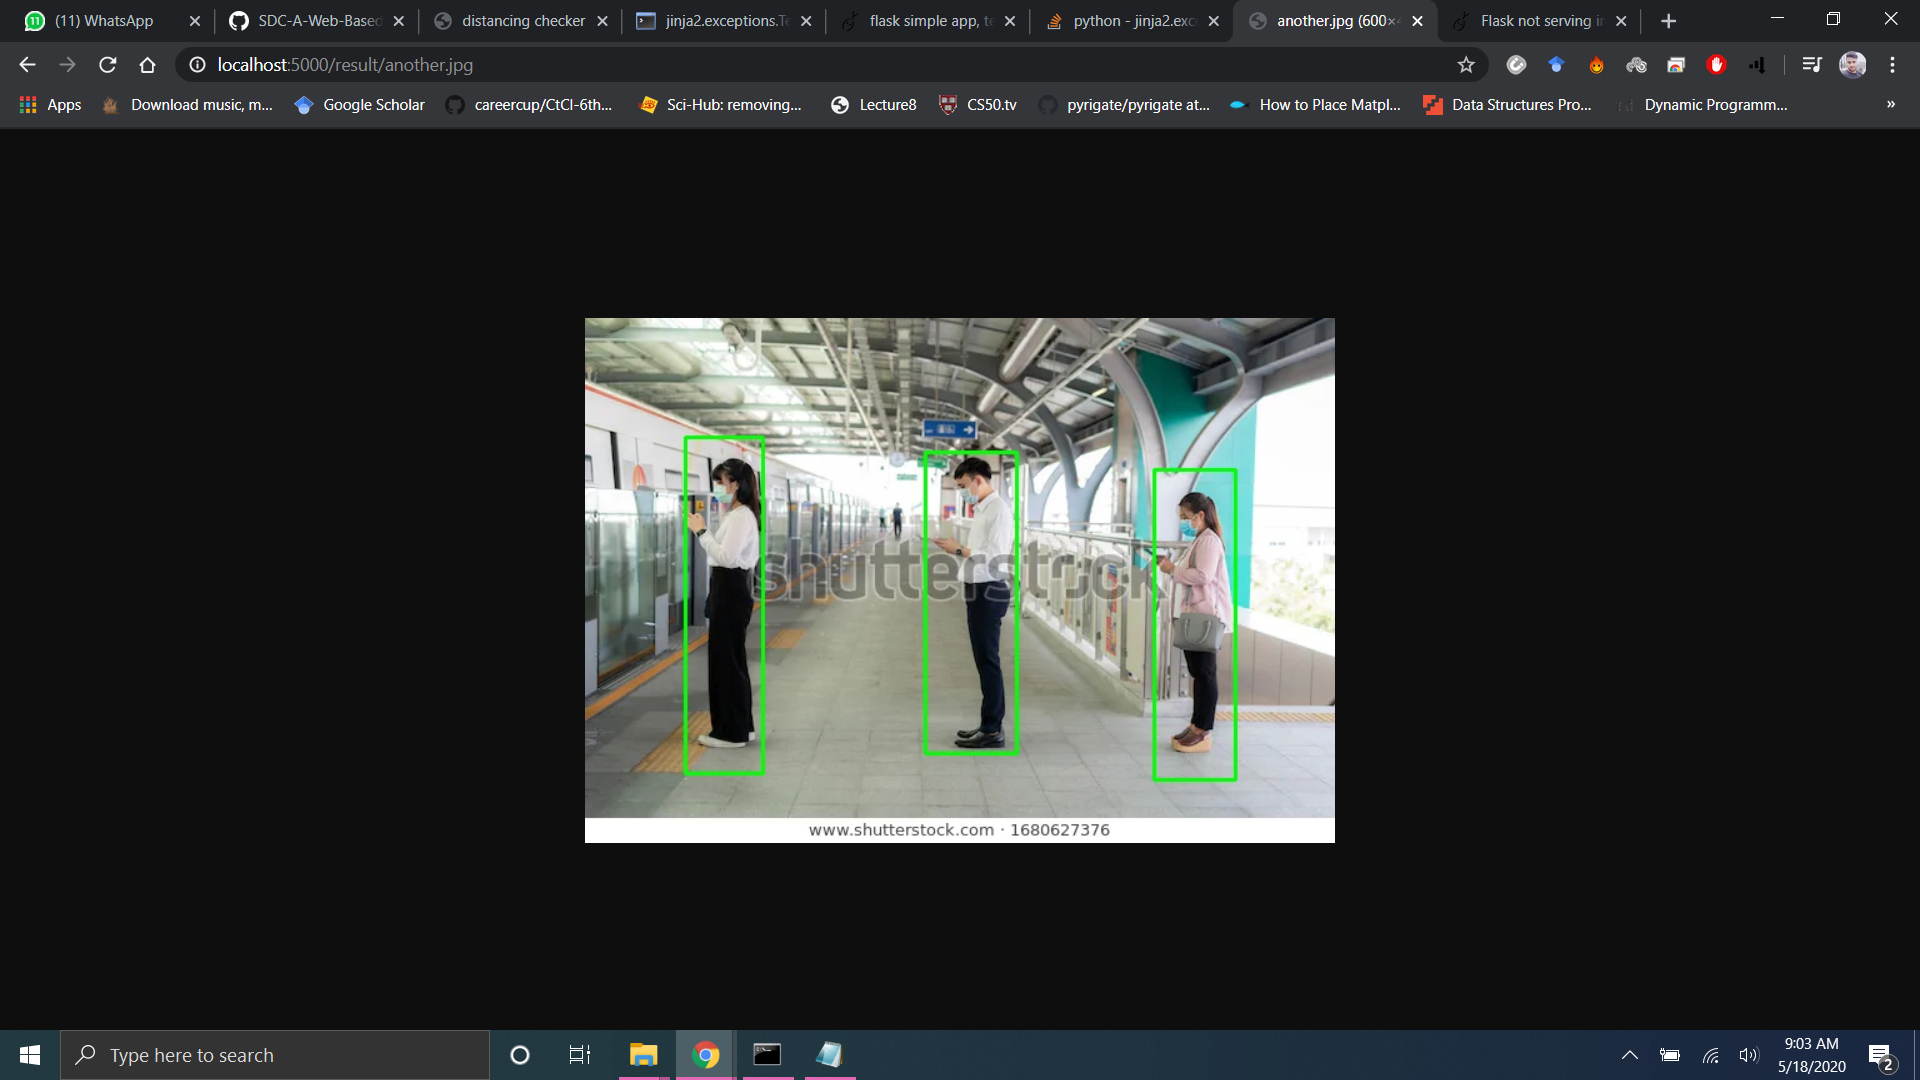 (11) WhatsApp
SDC-A-Web-Based
distancing checker
jinja2.exceptions.Te
flask simple app, te
python - jinja2.exc
another.jpg (600×4
Flask not serving i
localhost:5000/result/another.jpg
Apps
Download music, m...
Google Scholar
careercup/CtCI-6th...
Sci-Hub: removing...
Lecture8
CS50.tv
pyrigate/pyrigate at...
How to Place Matpl...
Data Structures Pro...
Dynamic Programm...
»
shutterstock
www.shutterstock.com · 1680627376
Type here to search
9:03 AM
5/18/2020
2